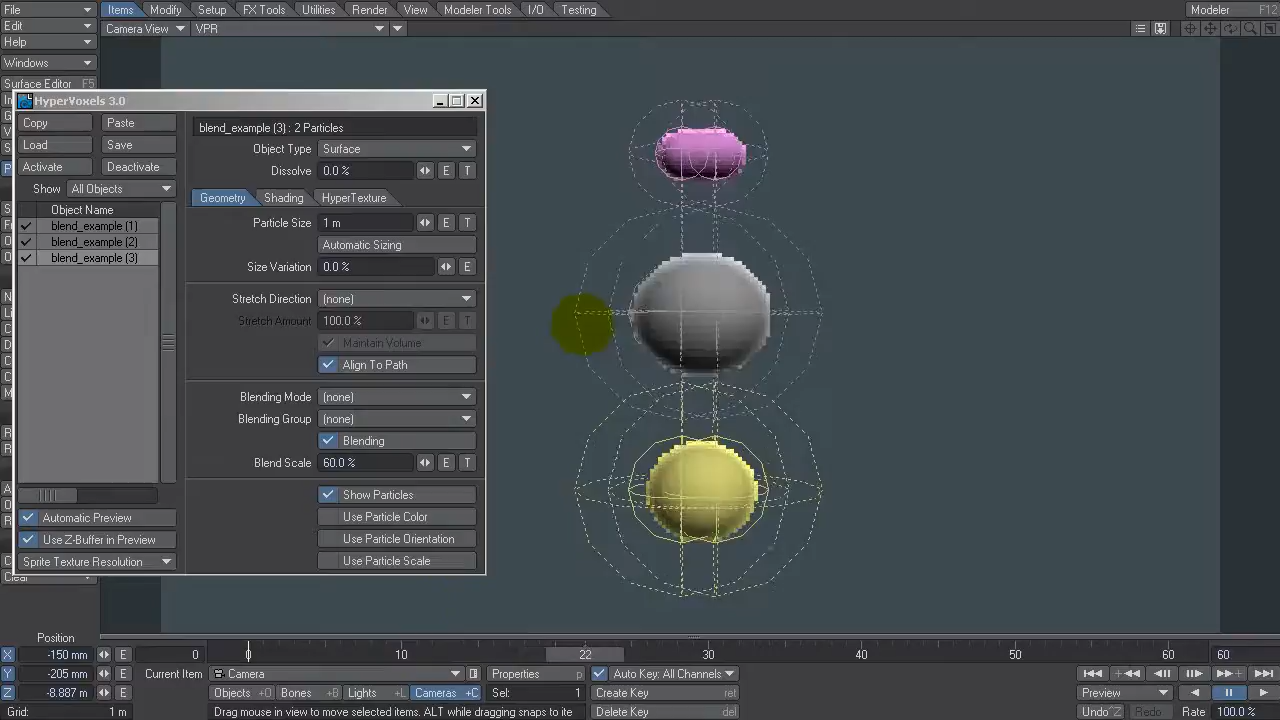 File Items Modify Setup FX Tools Utilities Render View Modeler Tools I/O Testing Modeler F12
Edit Camera View VPR
Help
Windows
Surface Editor F5
HyperVoxels 3.0
Copy Paste
Load Save
Activate Deactivate
Show All Objects
Object Name
blend_example (1)
blend_example (2)
blend_example (3)
Automatic Preview
Use Z-Buffer in Preview
Sprite Texture Resolution
blend_example (3) : 2 Particles
Object Type Surface
Dissolve 0.0 % E T
Geometry Shading HyperTexture
Particle Size 1 m E T
Automatic Sizing
Size Variation 0.0 % E
Stretch Direction (none)
Stretch Amount 100.0 % E T
Maintain Volume
Align To Path
Blending Mode (none)
Blending Group (none)
Blending
Blend Scale 60.0 % E T
Show Particles
Use Particle Color
Use Particle Orientation
Use Particle Scale
Clear
Position
X -150 mm E 0 0 10 22 30 40 50 60 60
Y -205 mm E Current Item Camera Properties p Auto Key: All Channels
Z -8.887 m E Objects +O Bones +B Lights +L Cameras +C Sel: 1 Create Key ret Preview
Grid: 1 m Drag mouse in view to move selected items. ALT while dragging snaps to ite Delete Key del Undo^Z Redo Rate 100.0 %